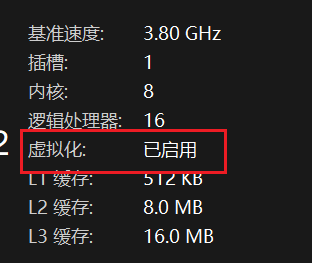 基准速度: 3.80 GHz
插槽: 1
内核: 8
逻辑处理器: 16
虚拟化: 已启用
L1 缓存: 512 KB
L2 缓存: 8.0 MB
L3 缓存: 16.0 MB